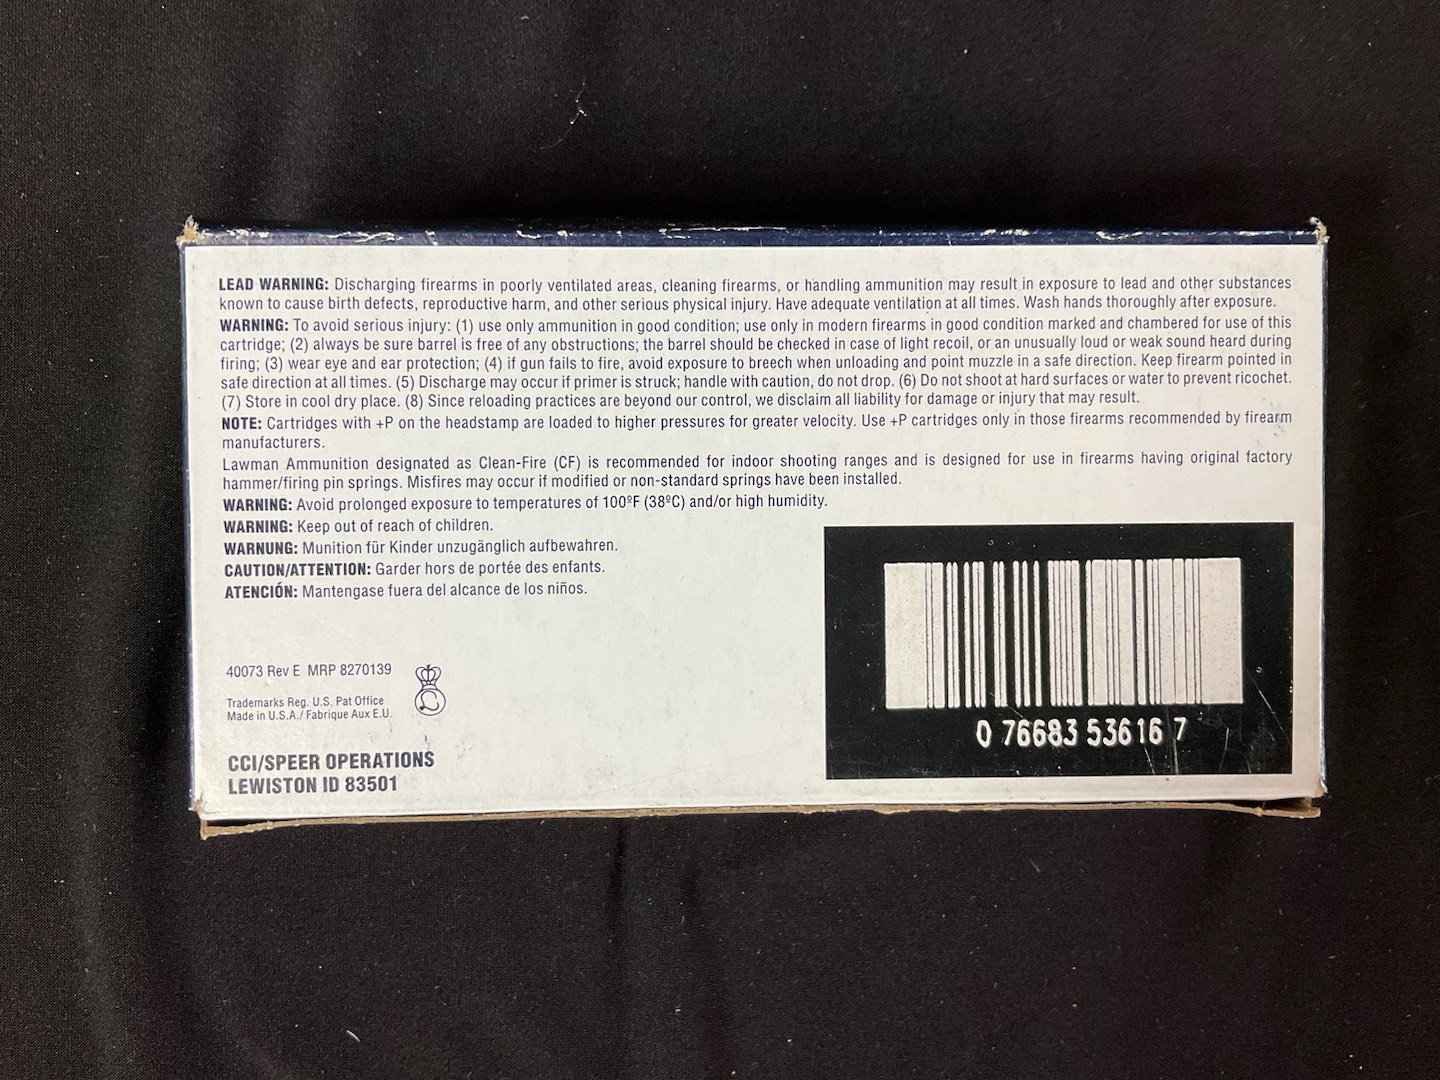 LEAD WARNING: Discharging firearms in poorly ventilated areas, cleaning firearms, or handling ammunition may result in exposure to lead and other substances
known to cause birth defects, reproductive harm, and other serious physical injury. Have adequate ventilation at all times. Wash hands thoroughly after exposure.
WARNING: To avoid serious injury: (1) use only ammunition in good condition; use only in modern firearms in good condition marked and chambered for use of this
cartridge; (2) always be sure barrel is free of any obstructions; the barrel should be checked in case of light recoil, or an unusually loud or weak sound heard during
firing; (3) wear eye and ear protection; (4) if gun fails to fire, avoid exposure to breech when unloading and point muzzle in a safe direction. Keep firearm pointed in
safe direction at all times. (5) Discharge may occur if primer is struck; handle with caution, do not drop. (6) Do not shoot at hard surfaces or water to prevent ricochet.
(7) Store in cool dry place. (8) Since reloading practices are beyond our control, we disclaim all liability for damage or injury that may result.
NOTE: Cartridges with +P on the headstamp are loaded to higher pressures for greater velocity. Use +P cartridges only in those firearms recommended by firearm
manufacturers.
Lawman Ammunition designated as Clean-Fire (CF) is recommended for indoor shooting ranges and is designed for use in firearms having original factory
hammer/firing pin springs. Misfires may occur if modified or non-standard springs have been installed.
WARNING: Avoid prolonged exposure to temperatures of 100ºF (38ºC) and/or high humidity.
WARNING: Keep out of reach of children.
WARNUNG: Munition für Kinder unzugänglich aufbewahren.
CAUTION/ATTENTION: Garder hors de portée des enfants.
ATENCIÓN: Mantengase fuera del alcance de los niños.
40073 Rev E MRP 8270139
Trademarks Reg. U.S. Pat Office
Made in U.S.A./ Fabrique Aux E.U.
CCI/SPEER OPERATIONS
LEWISTON ID 83501
0 76683 53616 7